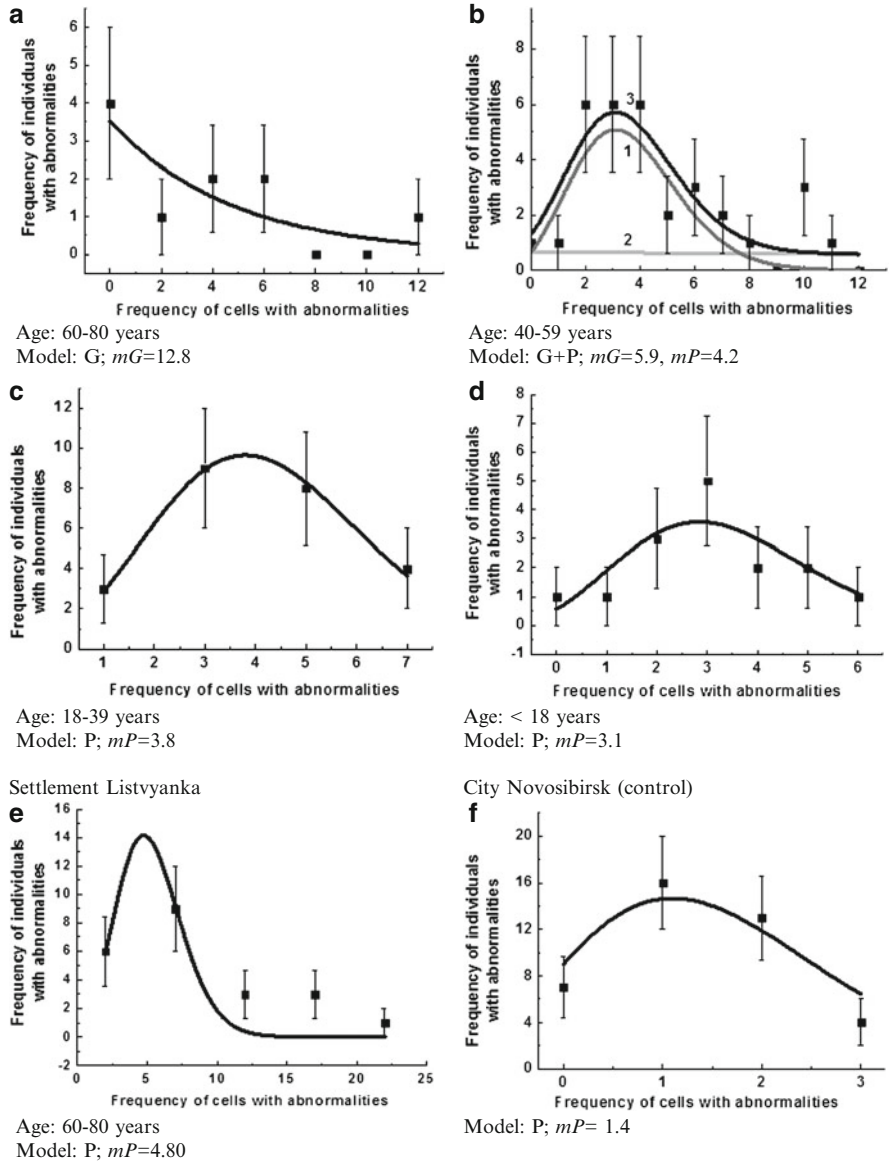 a
Frequency of individuals
with abnormalities
6
5
4
3
2
1
0
0 2 4 6 8 10 12
Frequency of cells with abnormalities
Age: 60-80 years
Model: G; mG=12.8
b
Frequency of individuals
with abnormalities
8
6
4
2
0
3
1
2
0 2 4 6 8 10 12
Frequency of cells with abnormalities
Age: 40-59 years
Model: G+P; mG=5.9, mP=4.2
c
Frequency of individuals
with abnormalities
12
10
8
6
4
2
0
1 2 3 4 5 6 7
Frequency of cells with abnormalities
Age: 18-39 years
Model: P; mP=3.8
d
Frequency of individuals
with abnormalities
8
7
6
5
4
3
2
1
0
-1
0 1 2 3 4 5 6
Frequency of cells with abnormalities
Age: < 18 years
Model: P; mP=3.1
Settlement Listvyanka
e
Frequency of individuals
with abnormalities
16
14
12
10
8
6
4
2
0
-2
0 5 10 15 20 25
Frequency of cells with abnormalities
Age: 60-80 years
Model: P; mP=4.80
City Novosibirsk (control)
f
Frequency of individuals
with abnormalities
20
16
12
8
4
0
0 1 2 3
Frequency of cells with abnormalities
Model: P; mP= 1.4